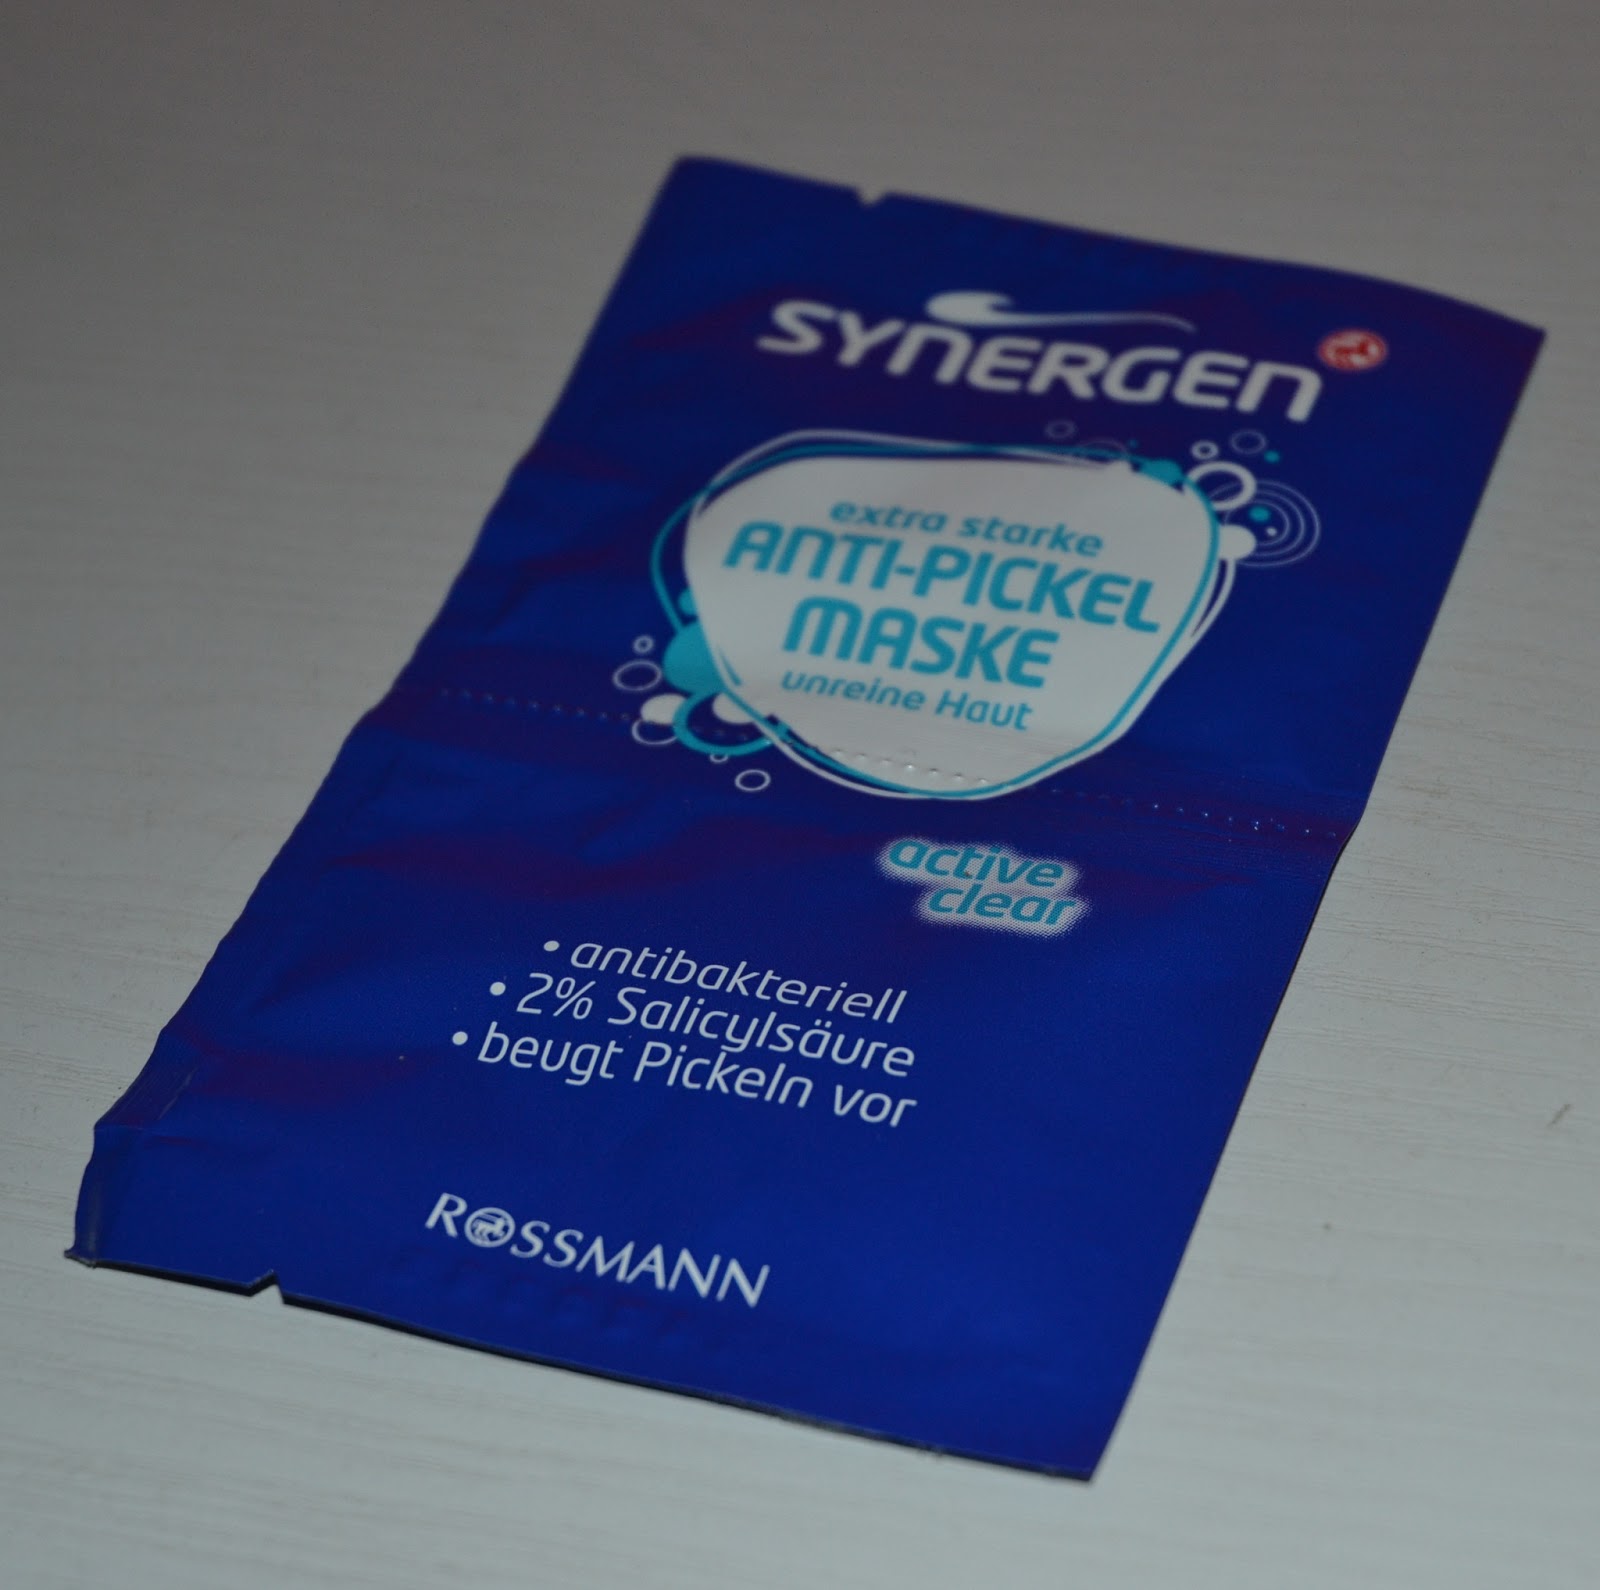 SYNERGEN
extra starke
ANTI-PICKEL
MASKE
unreine Haut
active
clear
• antibakteriell
• 2% Salicylsäure
• beugt Pickeln vor
ROSSMANN